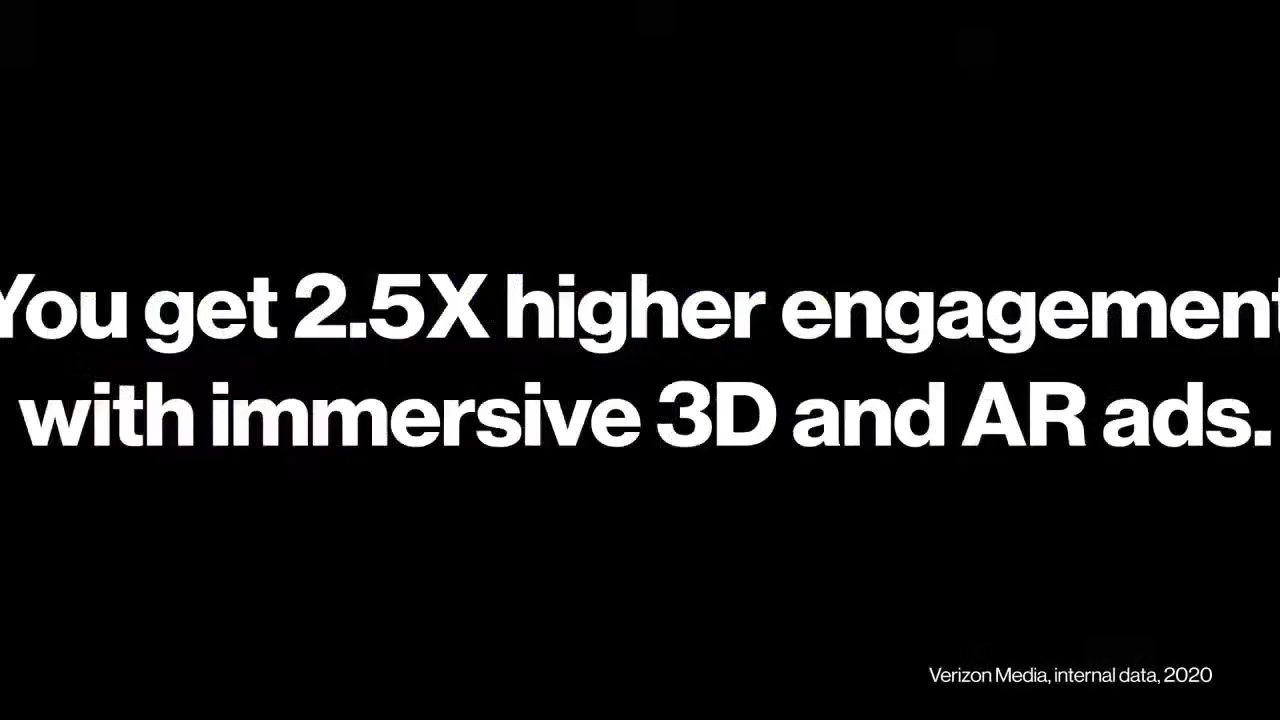 You get 2.5X higher engagement
with immersive 3D and AR ads.
Verizon Media, internal data, 2020